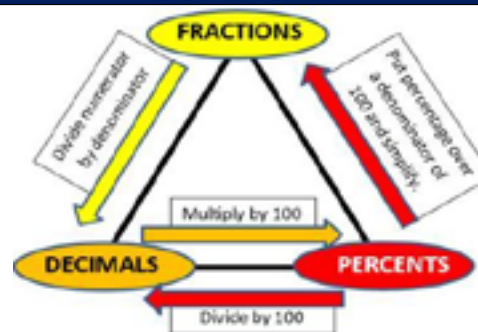 FRACTIONS
Divide numerator
by denominator
Put percentage over
a denominator of
100 and simplify.
Multiply by 100
DECIMALS
PERCENTS
Divide by 100